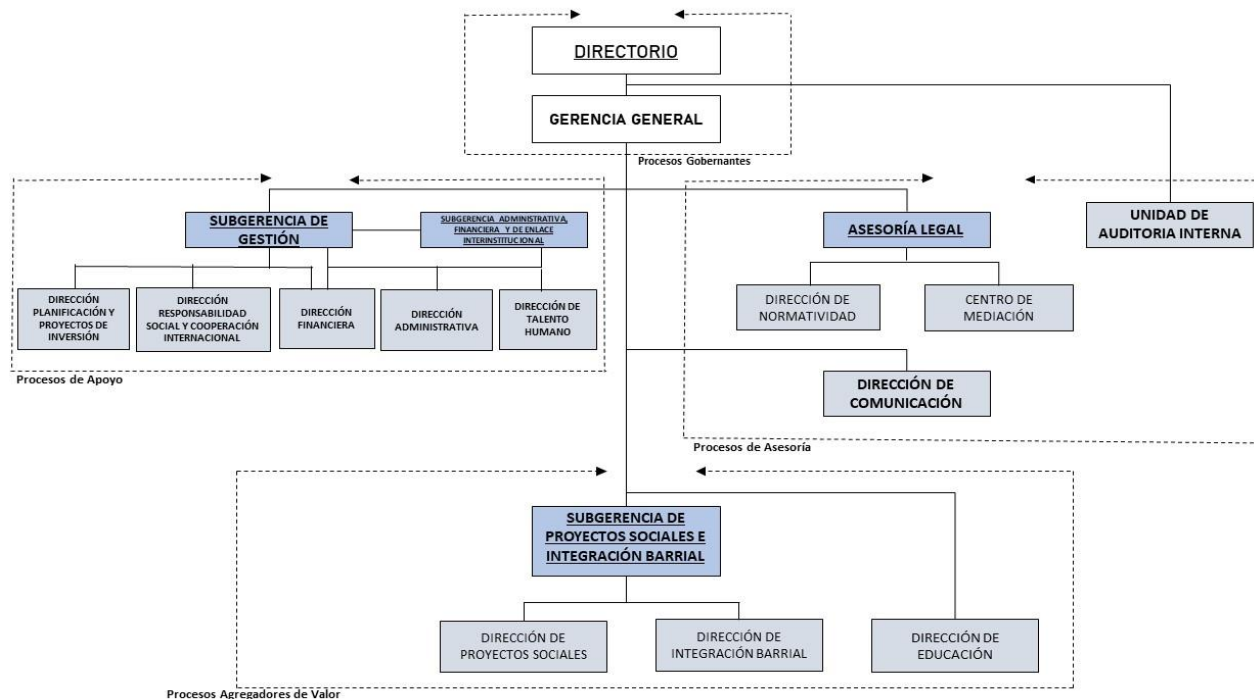 DIRECTORIO
GERENCIA GENERAL
Procesos Gobernantes
SUBGERENCIA DE
GESTIÓN
SUBGERENCIA ADMINISTRATIVA,
FINANCIERA Y DE ENLACE
INTERINSTITUCIONAL
ASESORÍA LEGAL
UNIDAD DE
AUDITORIA INTERNA
DIRECCIÓN
PLANIFICACIÓN Y
PROYECTOS DE
INVERSIÓN
DIRECCIÓN
RESPONSABILIDAD
SOCIAL Y COOPERACIÓN
INTERNACIONAL
DIRECCIÓN
FINANCIERA
DIRECCIÓN
ADMINISTRATIVA
DIRECCIÓN DE
TALENTO
HUMANO
DIRECCIÓN DE
NORMATIVIDAD
CENTRO DE
MEDIACIÓN
Procesos de Apoyo
DIRECCIÓN DE
COMUNICACIÓN
Procesos de Asesoría
SUBGERENCIA DE
PROYECTOS SOCIALES E
INTEGRACIÓN BARRIAL
DIRECCIÓN DE
PROYECTOS SOCIALES
DIRECCIÓN DE
INTEGRACIÓN BARRIAL
DIRECCIÓN DE
EDUCACIÓN
Procesos Agregadores de Valor